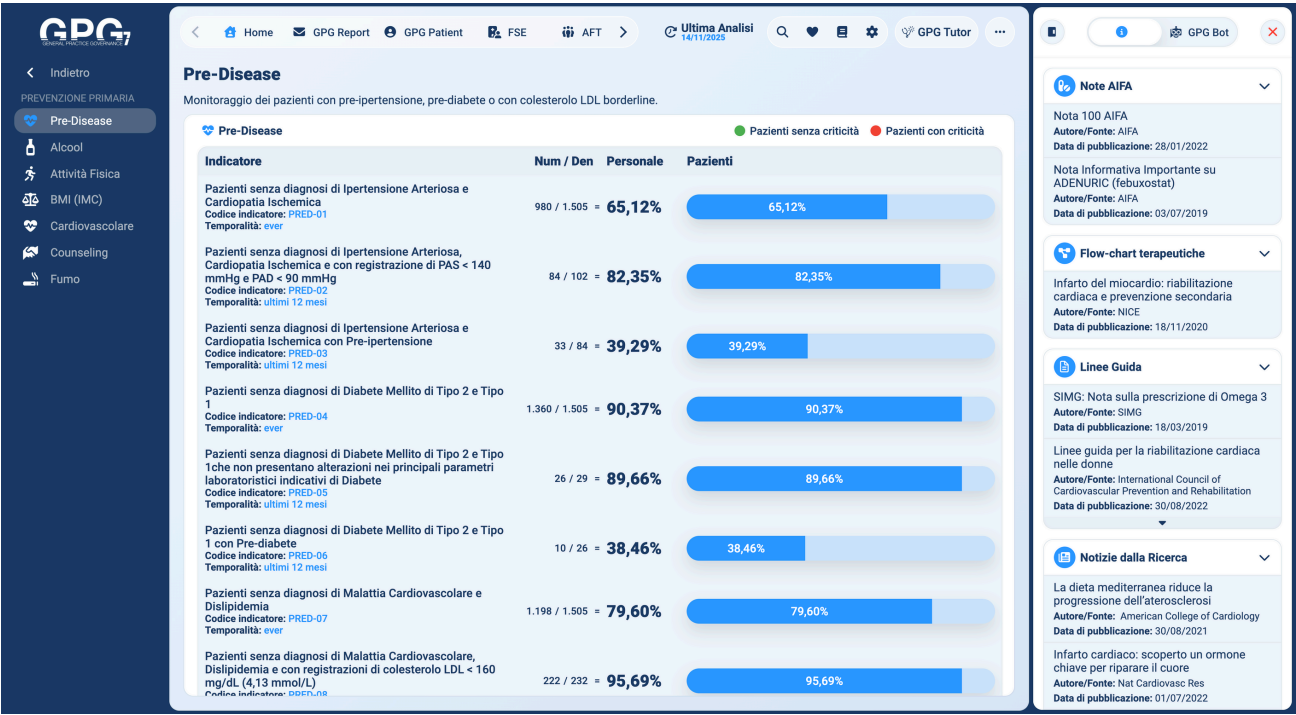 GPG7
GENERAL PRACTICE GOVERNANCE
Indietro
PREVENZIONE PRIMARIA
Pre-Disease
Alcool
Attività Fisica
BMI (IMC)
Cardiovascolare
Counseling
Fumo
Home
GPG Report
GPG Patient
FSE
AFT
Ultima Analisi
14/11/2025
GPG Tutor
Pre-Disease
Monitoraggio dei pazienti con pre-ipertensione, pre-diabete o con colesterolo LDL borderline.
Pre-Disease
Pazienti senza criticità
Pazienti con criticità
Indicatore Num / Den Personale Pazienti
Pazienti senza diagnosi di Ipertensione Arteriosa e
Cardiopatia Ischemica
Codice indicatore: PRED-01
Temporalità: ever
980 / 1.505 = 65,12%
65,12%
Pazienti senza diagnosi di Ipertensione Arteriosa,
Cardiopatia Ischemica e con registrazione di PAS < 140
mmHg e PAD < 90 mmHg
Codice indicatore: PRED-02
Temporalità: ultimi 12 mesi
84 / 102 = 82,35%
82,35%
Pazienti senza diagnosi di Ipertensione Arteriosa e
Cardiopatia Ischemica con Pre-ipertensione
Codice indicatore: PRED-03
Temporalità: ultimi 12 mesi
33 / 84 = 39,29%
39,29%
Pazienti senza diagnosi di Diabete Mellito di Tipo 2 e Tipo
1
Codice indicatore: PRED-04
Temporalità: ever
1.360 / 1.505 = 90,37%
90,37%
Pazienti senza diagnosi di Diabete Mellito di Tipo 2 e Tipo
1che non presentano alterazioni nei principali parametri
laboratoristici indicativi di Diabete
Codice indicatore: PRED-05
Temporalità: ultimi 12 mesi
26 / 29 = 89,66%
89,66%
Pazienti senza diagnosi di Diabete Mellito di Tipo 2 e Tipo
1 con Pre-diabete
Codice indicatore: PRED-06
Temporalità: ultimi 12 mesi
10 / 26 = 38,46%
38,46%
Pazienti senza diagnosi di Malattia Cardiovascolare e
Dislipidemia
Codice indicatore: PRED-07
Temporalità: ever
1.198 / 1.505 = 79,60%
79,60%
Pazienti senza diagnosi di Malattia Cardiovascolare,
Dislipidemia e con registrazioni di colesterolo LDL < 160
mg/dL (4,13 mmol/L)
Codice indicatore: PRED-08
222 / 232 = 95,69%
95,69%
GPG Bot
Note AIFA
Nota 100 AIFA
Autore/Fonte: AIFA
Data di pubblicazione: 28/01/2022
Nota Informativa Importante su
ADENURIC (febuxostat)
Autore/Fonte: AIFA
Data di pubblicazione: 03/07/2019
Flow-chart terapeutiche
Infarto del miocardio: riabilitazione
cardiaca e prevenzione secondaria
Autore/Fonte: NICE
Data di pubblicazione: 18/11/2020
Linee Guida
SIMG: Nota sulla prescrizione di Omega 3
Autore/Fonte: SIMG
Data di pubblicazione: 18/03/2019
Linee guida per la riabilitazione cardiaca
nelle donne
Autore/Fonte: International Council of
Cardiovascular Prevention and Rehabilitation
Data di pubblicazione: 30/08/2022
Notizie dalla Ricerca
La dieta mediterranea riduce la
progressione dell'aterosclerosi
Autore/Fonte: American College of Cardiology
Data di pubblicazione: 30/08/2021
Infarto cardiaco: scoperto un ormone
chiave per riparare il cuore
Autore/Fonte: Nat Cardiovasc Res
Data di pubblicazione: 01/07/2022